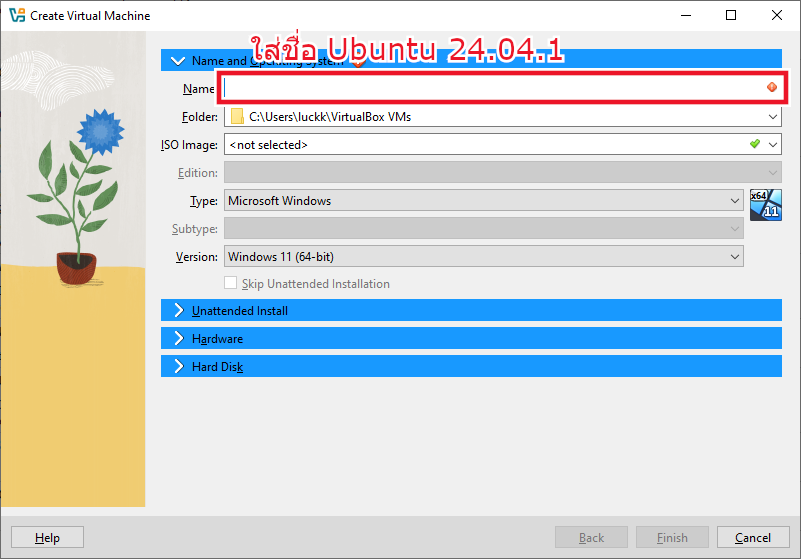 Create Virtual Machine
ใส่ชื่อ Ubuntu 24.04.1
Name and Operating System
Name
Folder: C:\Users\luckk\VirtualBox VMs
ISO Image: <not selected>
Edition:
Type: Microsoft Windows
x64
11
Subtype:
Version: Windows 11 (64-bit)
Skip Unattended Installation
Unattended Install
Hardware
Hard Disk
Help Back Finish Cancel